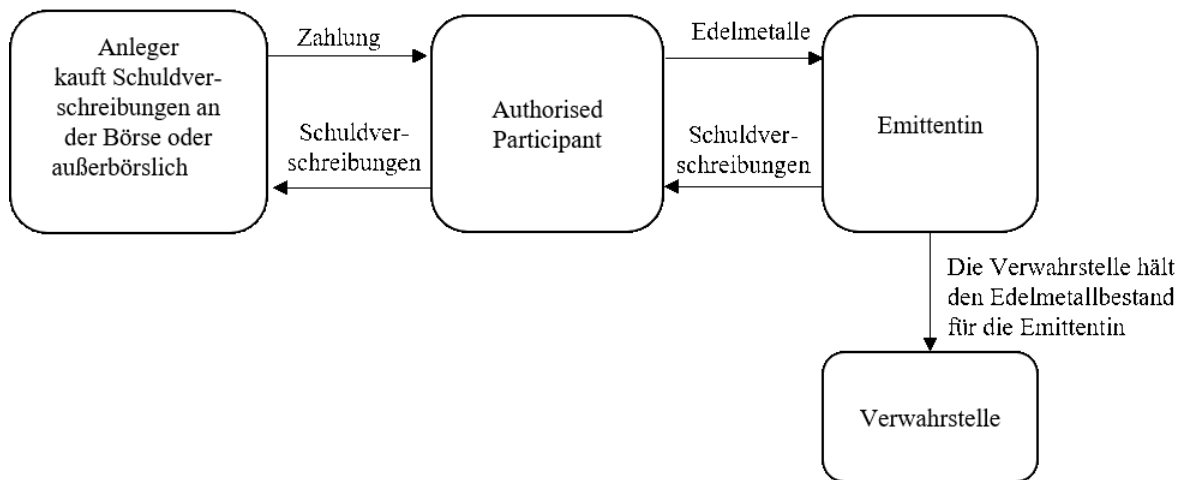 Anleger
kauft Schuldver-
schreibungen an
der Börse oder
außerbörslich
Zahlung
Schuldver-
schreibungen
Authorised
Participant
Edelmetalle
Schuldver-
schreibungen
Emittentin
Die Verwahrstelle hält
den Edelmetallbestand
für die Emittentin
Verwahrstelle